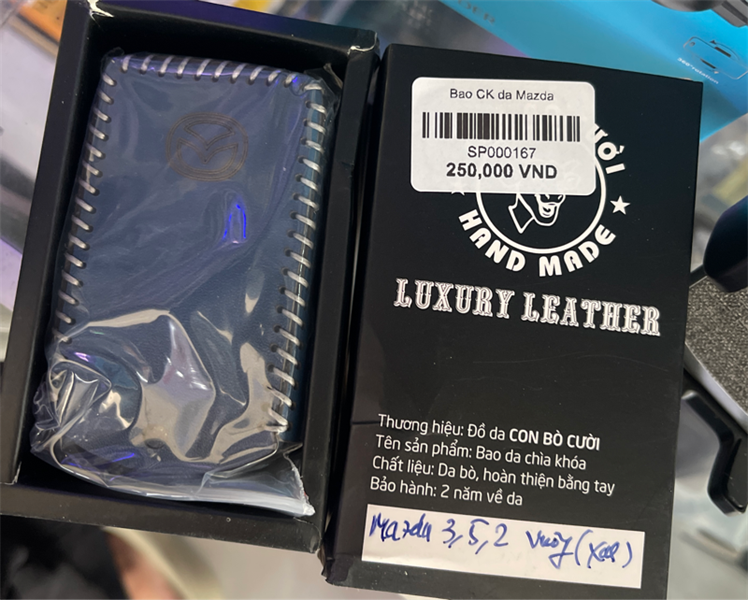 Bao CK da Mazda
SP000167
250,000 VND
HAND MADE
LUXURY LEATHER
Thương hiệu: Đồ da CON BÒ CƯỜI
Tên sản phẩm: Bao da chìa khóa
Chất liệu: Da bò, hoàn thiện bằng tay
Bảo hành: 2 năm về da
Mazda 3, 5, 2 vuông (xanh)